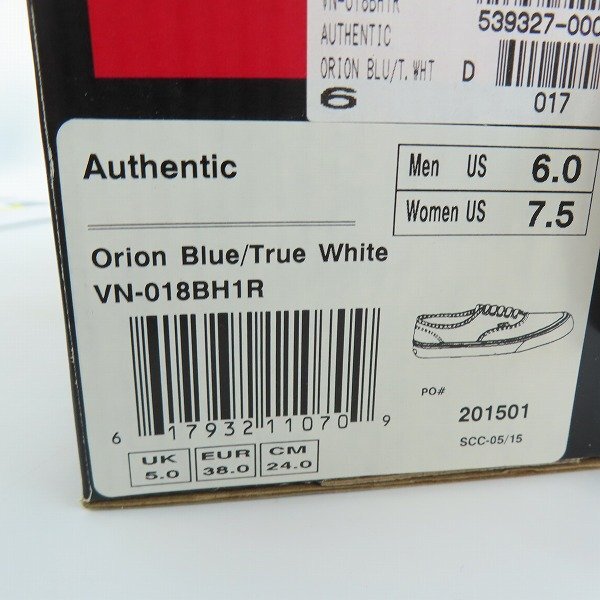 VN-018BH1R
539327-000
AUTHENTIC
ORION BLU/T.WHT D
6
017
Authentic
Men US 6.0
Women US 7.5
Orion Blue/True White
VN-018BH1R
6 17932 11070 9
PO#
201501
SCC-05/15
UK EUR CM
5.0 38.0 24.0